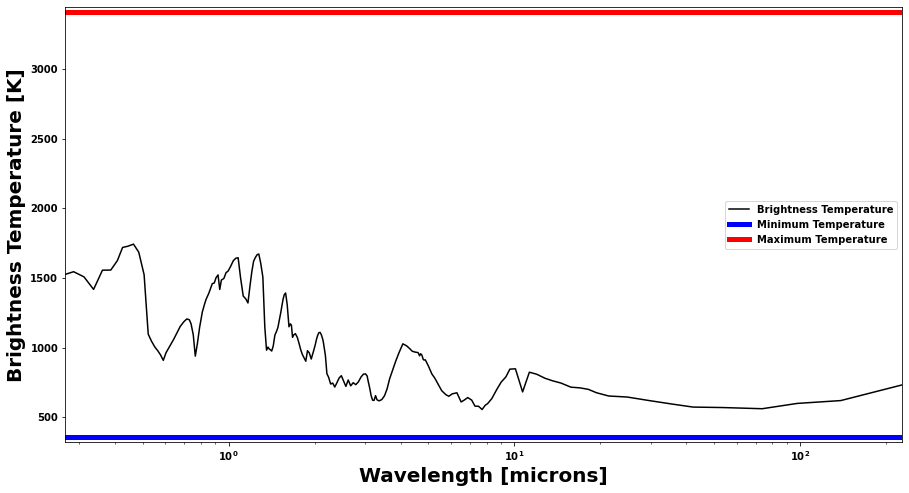 Brightness Temperature [K]
3000
2500
2000
1500
1000
500
Brightness Temperature
Minimum Temperature
Maximum Temperature
10⁰
10¹
10²
Wavelength [microns]